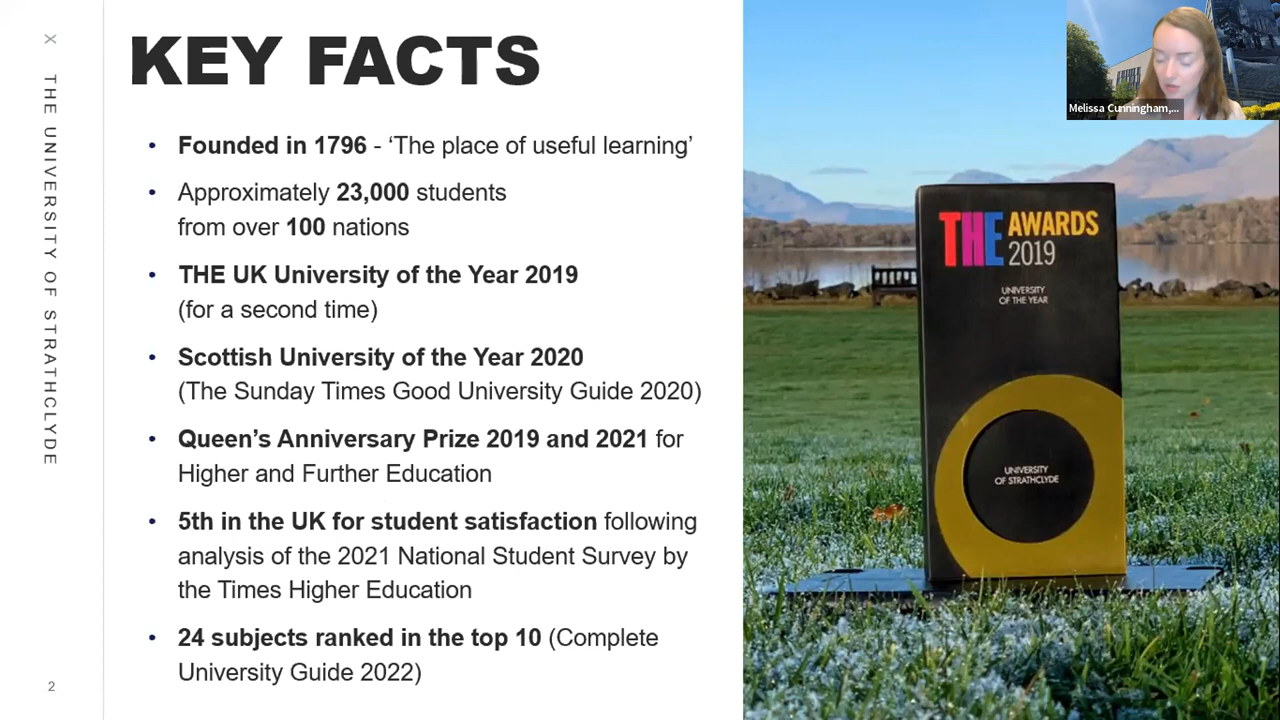 X THE UNIVERSITY OF STRATHCLYDE
KEY FACTS
• Founded in 1796 - ‘The place of useful learning’
• Approximately 23,000 students
from over 100 nations
• THE UK University of the Year 2019
(for a second time)
• Scottish University of the Year 2020
(The Sunday Times Good University Guide 2020)
• Queen’s Anniversary Prize 2019 and 2021 for
Higher and Further Education
• 5th in the UK for student satisfaction following
analysis of the 2021 National Student Survey by
the Times Higher Education
• 24 subjects ranked in the top 10 (Complete
University Guide 2022)
2
Melissa Cunningham,...
THE AWARDS
2019
UNIVERSITY
OF THE YEAR
UNIVERSITY
OF STRATHCLYDE